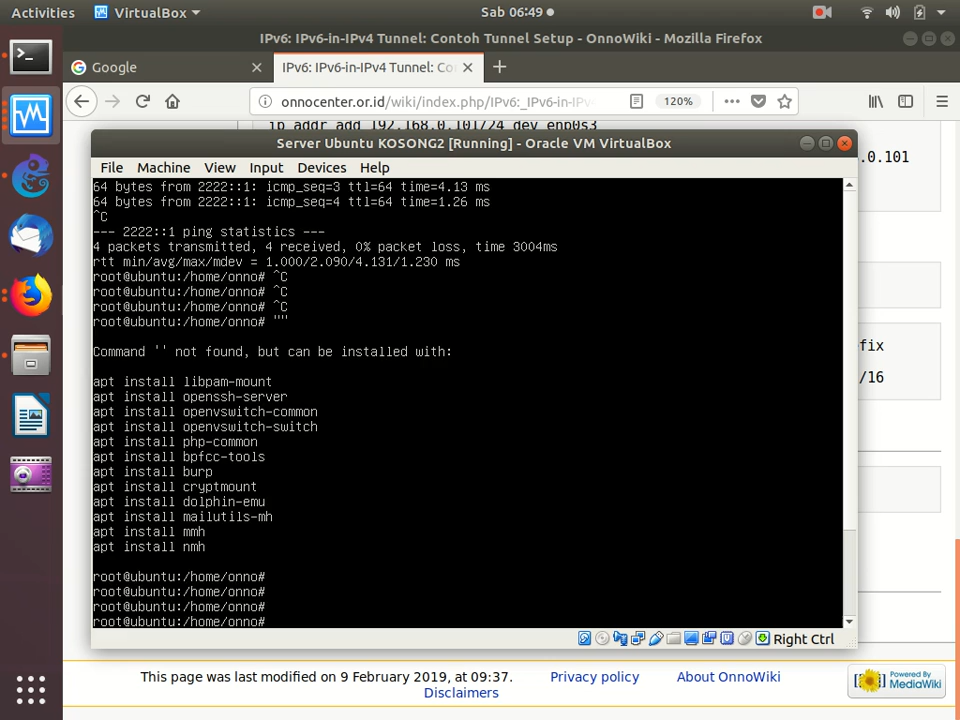 Activities
VirtualBox
Sab 06:49
IPv6: IPv6-in-IPv4 Tunnel: Contoh Tunnel Setup - OnnoWiki - Mozilla Firefox
Google
IPv6: IPv6-in-IPv4 Tunnel: Co
onnocenter.or.id/wiki/index.php/IPv6:_IPv6-in-IPv
120%
ip addr add 192.168.0.101/24 dev enp0s3
.0.101
Server Ubuntu KOSONG2 [Running] - Oracle VM VirtualBox
File Machine View Input Devices Help
64 bytes from 2222::1: icmp_seq=3 ttl=64 time=4.13 ms
64 bytes from 2222::1: icmp_seq=4 ttl=64 time=1.26 ms
^C
--- 2222::1 ping statistics ---
4 packets transmitted, 4 received, 0% packet loss, time 3004ms
rtt min/avg/max/mdev = 1.000/2.090/4.131/1.230 ms
root@ubuntu:/home/onno# ^C
root@ubuntu:/home/onno# ^C
root@ubuntu:/home/onno# ^C
root@ubuntu:/home/onno# ""
Command '' not found, but can be installed with:
apt install libpam-mount
apt install openssh-server
apt install openvswitch-common
apt install openvswitch-switch
apt install php-common
apt install bpfcc-tools
apt install burp
apt install cryptmount
apt install dolphin-emu
apt install mailutils-mh
apt install mmh
apt install nmh
root@ubuntu:/home/onno#
root@ubuntu:/home/onno#
root@ubuntu:/home/onno#
root@ubuntu:/home/onno#
fix
/16
Right Ctrl
This page was last modified on 9 February 2019, at 09:37.
Privacy policy
About OnnoWiki
Disclaimers
Powered By
MediaWiki